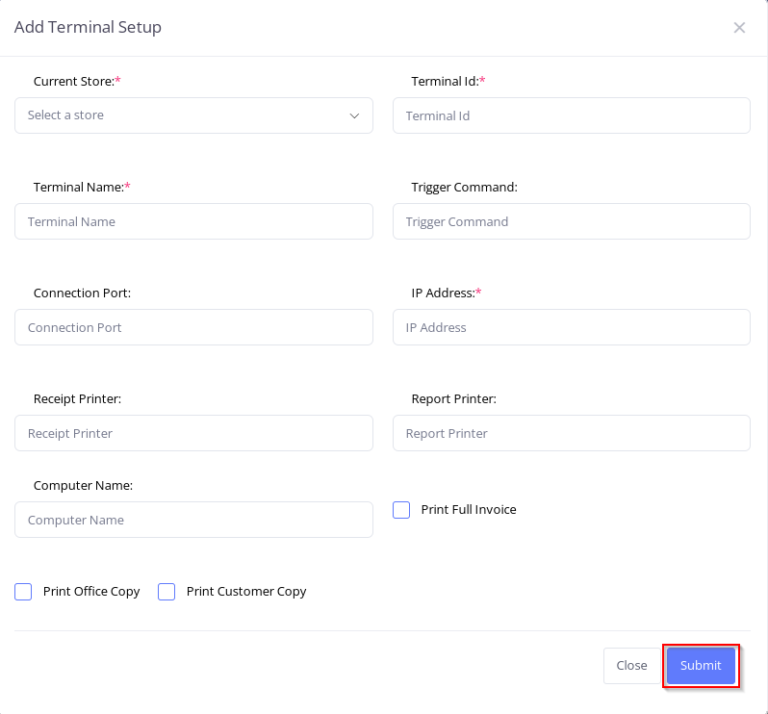 Add Terminal Setup
Current Store:*
Terminal Id:*
Select a store
Terminal Id
Terminal Name:*
Trigger Command:
Terminal Name
Trigger Command
Connection Port:
IP Address:*
Connection Port
IP Address
Receipt Printer:
Report Printer:
Receipt Printer
Report Printer
Computer Name:
Computer Name
Print Full Invoice
Print Office Copy
Print Customer Copy
Close
Submit